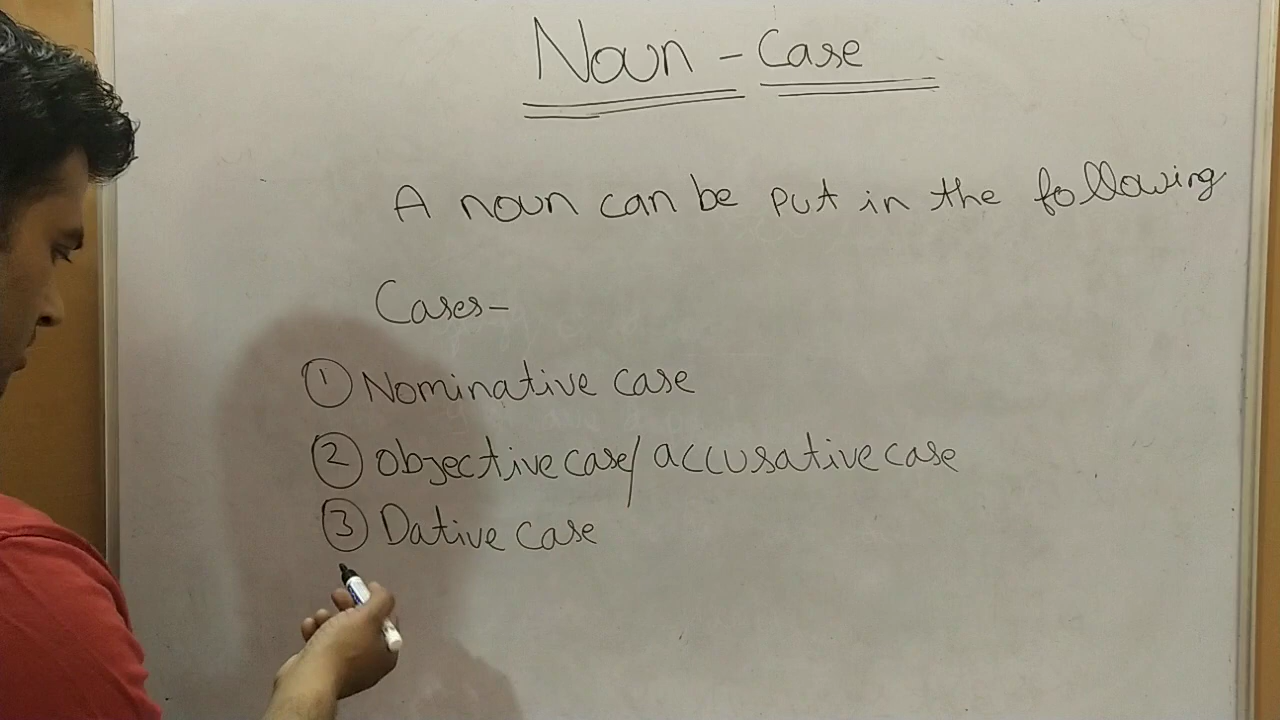 Noun - Case
A noun can be put in the following
Cases-
① Nominative case
② Objective case/ accusative case
③ Dative case